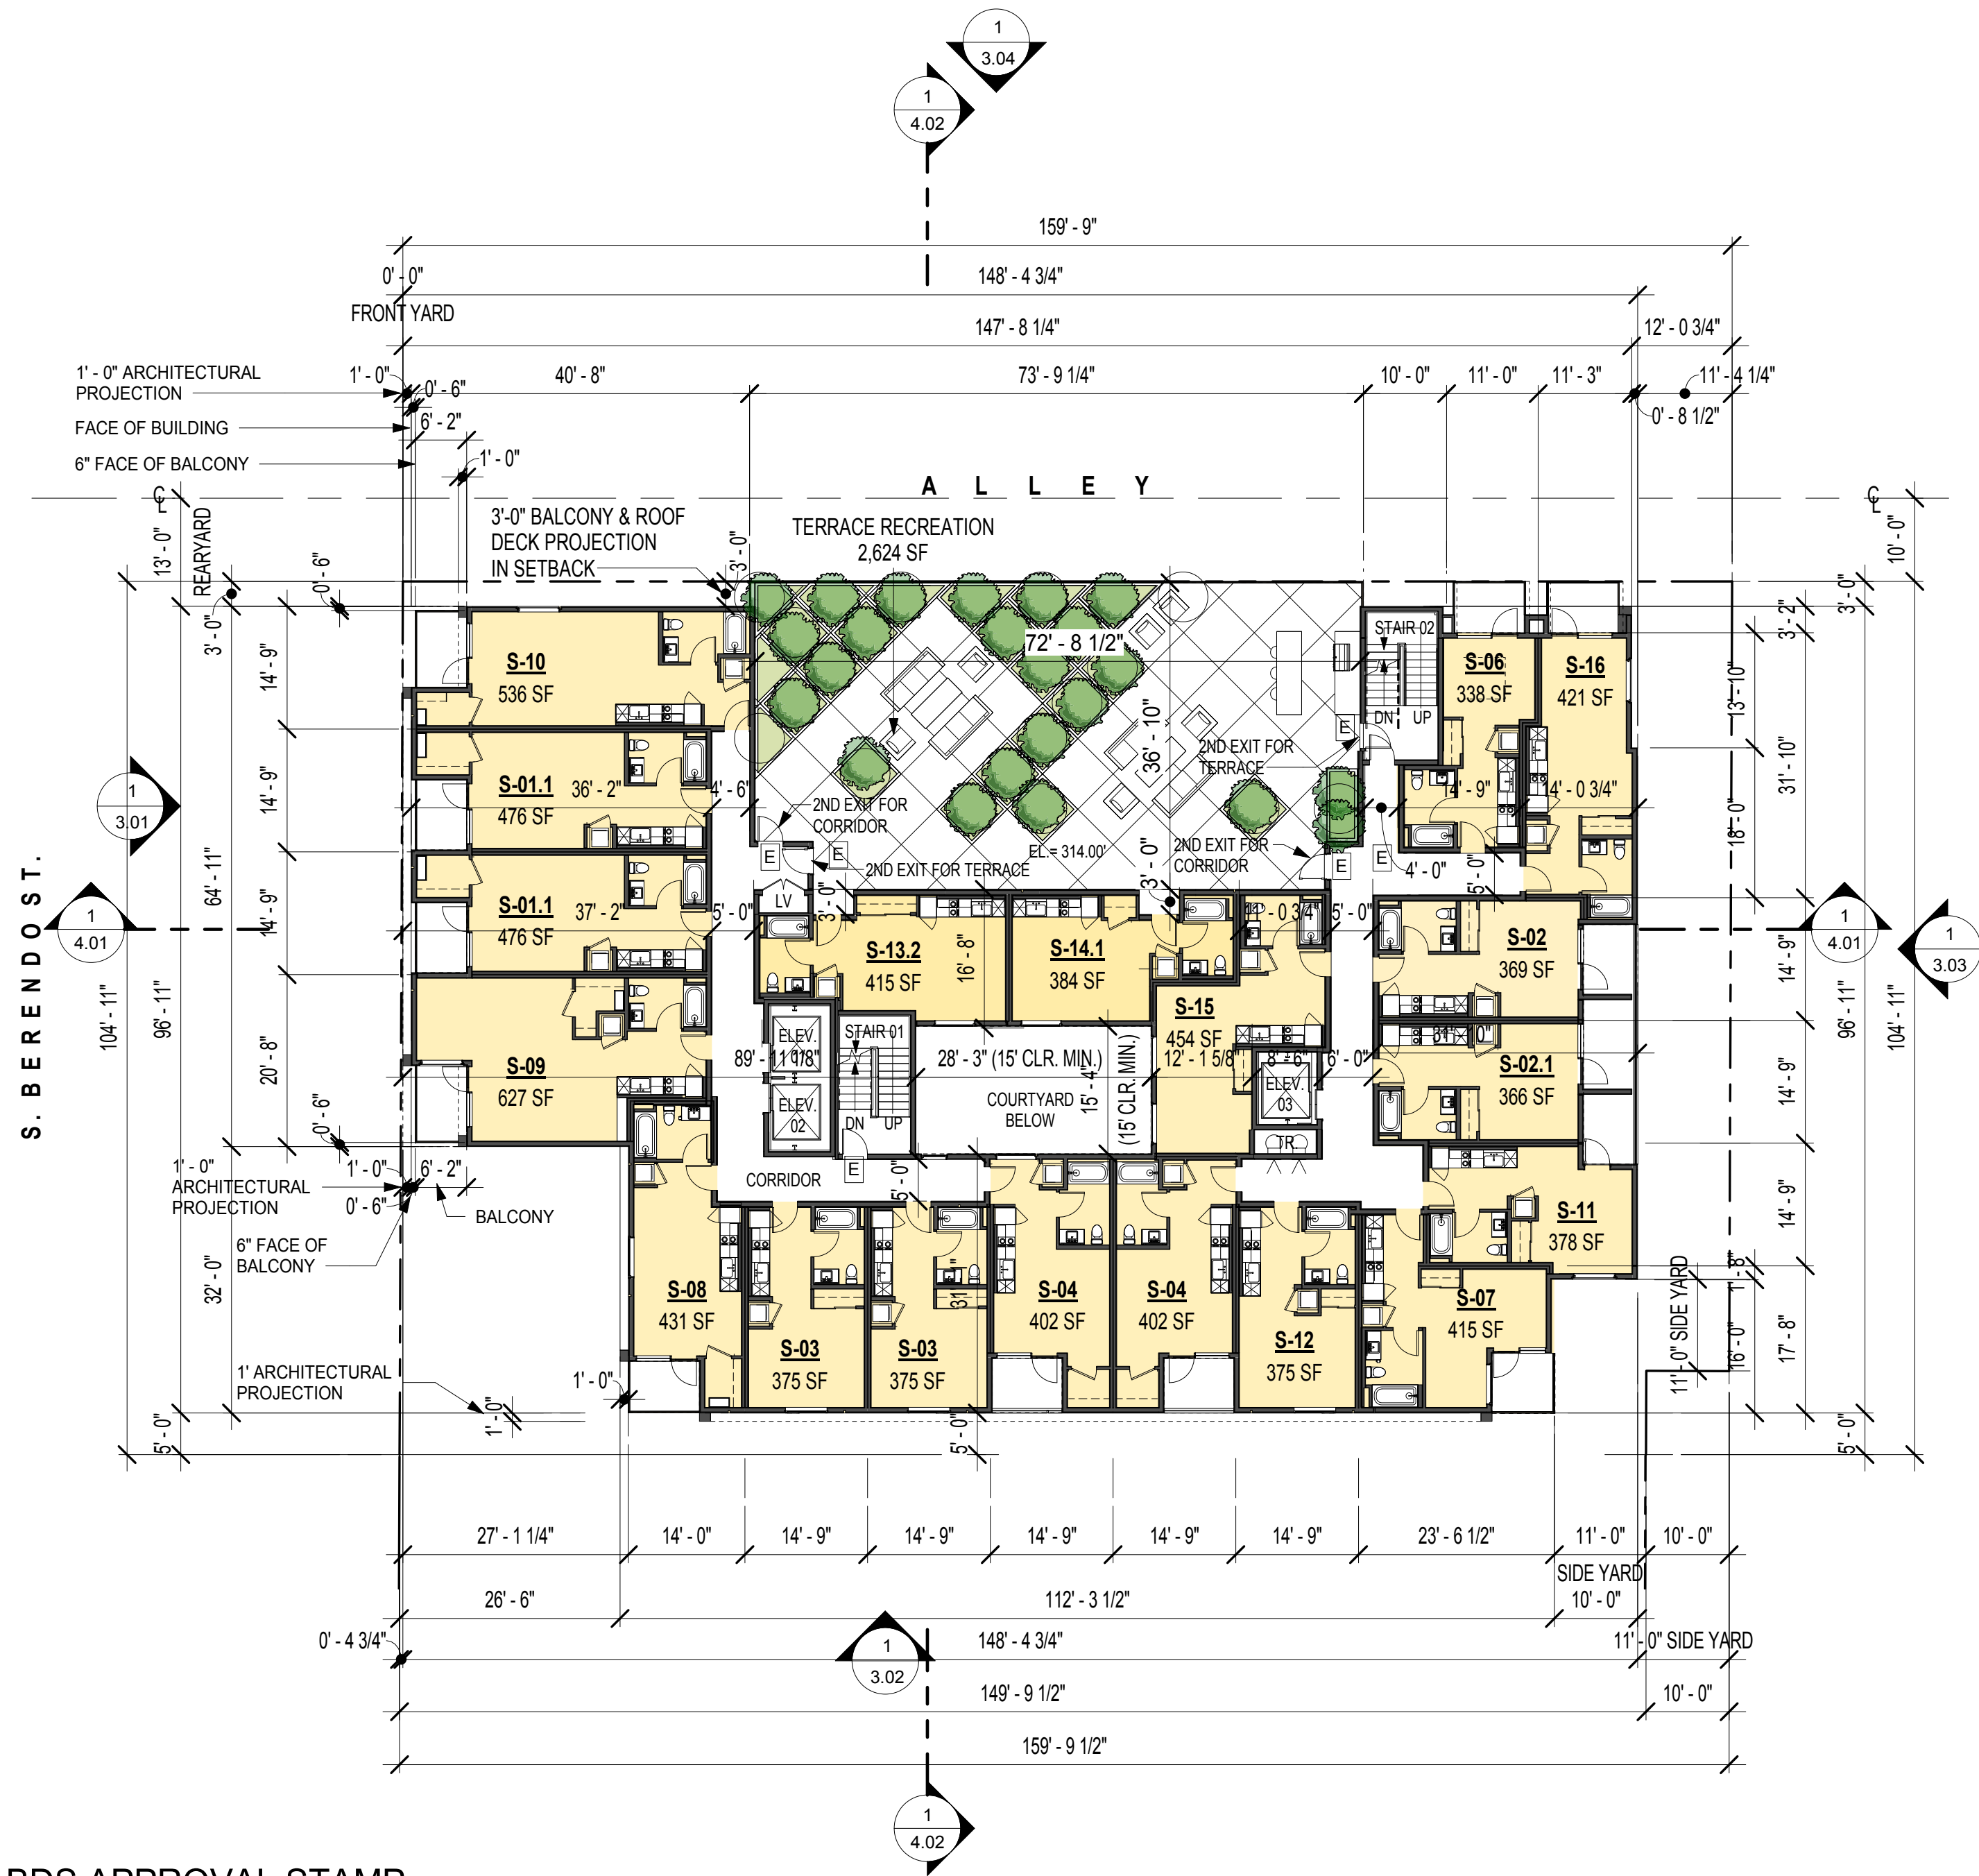 1
3.04
1
4.02
159' - 9"
0' - 0"
148' - 4 3/4"
FRONT YARD
147' - 8 1/4"
12' - 0 3/4"
1' - 0" ARCHITECTURAL
PROJECTION
1' - 0"
0' - 6"
40' - 8"
73' - 9 1/4"
10' - 0"
11' - 0"
11' - 3"
11' - 4 1/4"
0' - 8 1/2"
FACE OF BUILDING
6' - 2"
6" FACE OF BALCONY
1' - 0"
A L L E Y
13' - 0"
REARYARD
3'-0" BALCONY & ROOF
DECK PROJECTION
IN SETBACK
3' - 0"
TERRACE RECREATION
2,624 SF
10' - 0"
0' - 6"
3' - 0"
3' - 2"
3' - 0"
72' - 8 1/2"
STAIR 02
DN
UP
S-10
536 SF
S-06
338 SF
S-16
421 SF
14' - 9"
13' - 10"
31' - 10"
18' - 0"
36' - 10"
2ND EXIT FOR
TERRACE
E
1
3.01
S-01.1
476 SF
36' - 2"
4' - 6"
14' - 9"
2ND EXIT FOR
CORRIDOR
14' - 9"
14' - 0 3/4"
E
E
2ND EXIT FOR TERRACE
EL.= 314.00'
2ND EXIT FOR
CORRIDOR
E
E
4' - 0"
5' - 0"
3' - 0"
LV
3' - 0"
S. BERENDO ST.
1
4.01
64' - 11"
S-01.1
476 SF
37' - 2"
5' - 0"
14' - 9"
S-13.2
415 SF
16' - 8"
S-14.1
384 SF
0 3/4"
5' - 0"
S-02
369 SF
14' - 9"
1
4.01
1
3.03
104' - 11"
96' - 11"
96' - 11"
104' - 11"
S-15
454 SF
S-09
627 SF
20' - 8"
ELEV.
STAIR 01
89' - 11 1/8"
28' - 3" (15' CLR. MIN.)
12' - 1 5/8"
8' - 6"
6' - 0"
S-02.1
366 SF
14' - 9"
ELEV.
02
DN
UP
E
COURTYARD
BELOW
15' - 4"
(15' CLR. MIN.)
ELEV.
03
TR.
0' - 6"
1' - 0"
ARCHITECTURAL
PROJECTION
1' - 0"
6' - 2"
0' - 6"
BALCONY
6" FACE OF
BALCONY
CORRIDOR
5' - 0"
S-11
378 SF
14' - 9"
32' - 0"
S-08
431 SF
S-03
375 SF
S-03
375 SF
S-04
402 SF
S-04
402 SF
S-12
375 SF
S-07
415 SF
11' - 0" SIDE YARD
1' - 8"
16' - 0"
17' - 8"
1' ARCHITECTURAL
PROJECTION
1' - 0"
1' - 0"
5' - 0"
5' - 0"
5' - 0"
27' - 1 1/4"
14' - 0"
14' - 9"
14' - 9"
14' - 9"
14' - 9"
14' - 9"
23' - 6 1/2"
11' - 0"
10' - 0"
SIDE YARD
26' - 6"
112' - 3 1/2"
10' - 0"
0' - 4 3/4"
148' - 4 3/4"
11' - 0" SIDE YARD
1
3.02
149' - 9 1/2"
10' - 0"
159' - 9 1/2"
1
4.02
BDS APPROVAL STAMP